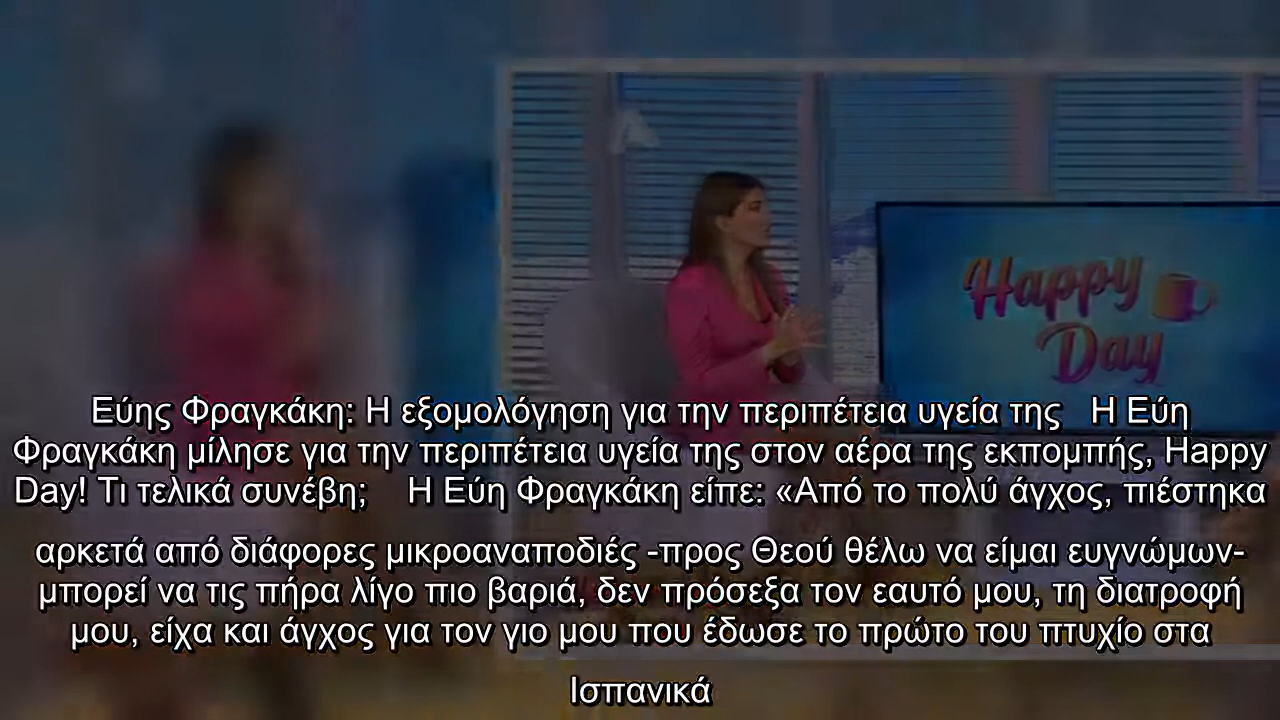 Happy
Day
Εύης Φραγκάκη: Η εξομολόγηση για την περιπέτεια υγεία της   Η Εύη
Φραγκάκη μίλησε για την περιπέτεια υγεία της στον αέρα της εκπομπής, Happy
Day! Τι τελικά συνέβη;    Η Εύη Φραγκάκη είπε: «Από το πολύ άγχος, πιέστηκα
αρκετά από διάφορες μικροαναποδιές -προς Θεού θέλω να είμαι ευγνώμων-
μπορεί να τις πήρα λίγο πιο βαριά, δεν πρόσεξα τον εαυτό μου, τη διατροφή
μου, είχα και άγχος για τον γιο μου που έδωσε το πρώτο του πτυχίο στα
Ισπανικά